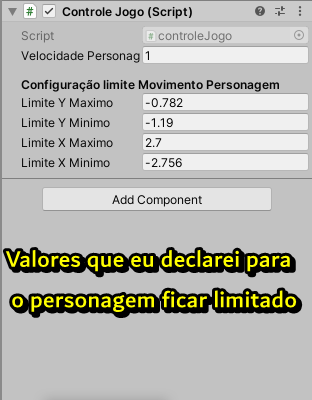 Controle Jogo (Script)
Script controleJogo
Velocidade Personag 1
Configuração limite Movimento Personagem
Limite Y Maximo -0.782
Limite Y Minimo -1.19
Limite X Maximo 2.7
Limite X Minimo -2.756
Add Component
Valores que eu declarei para
o personagem ficar limitado